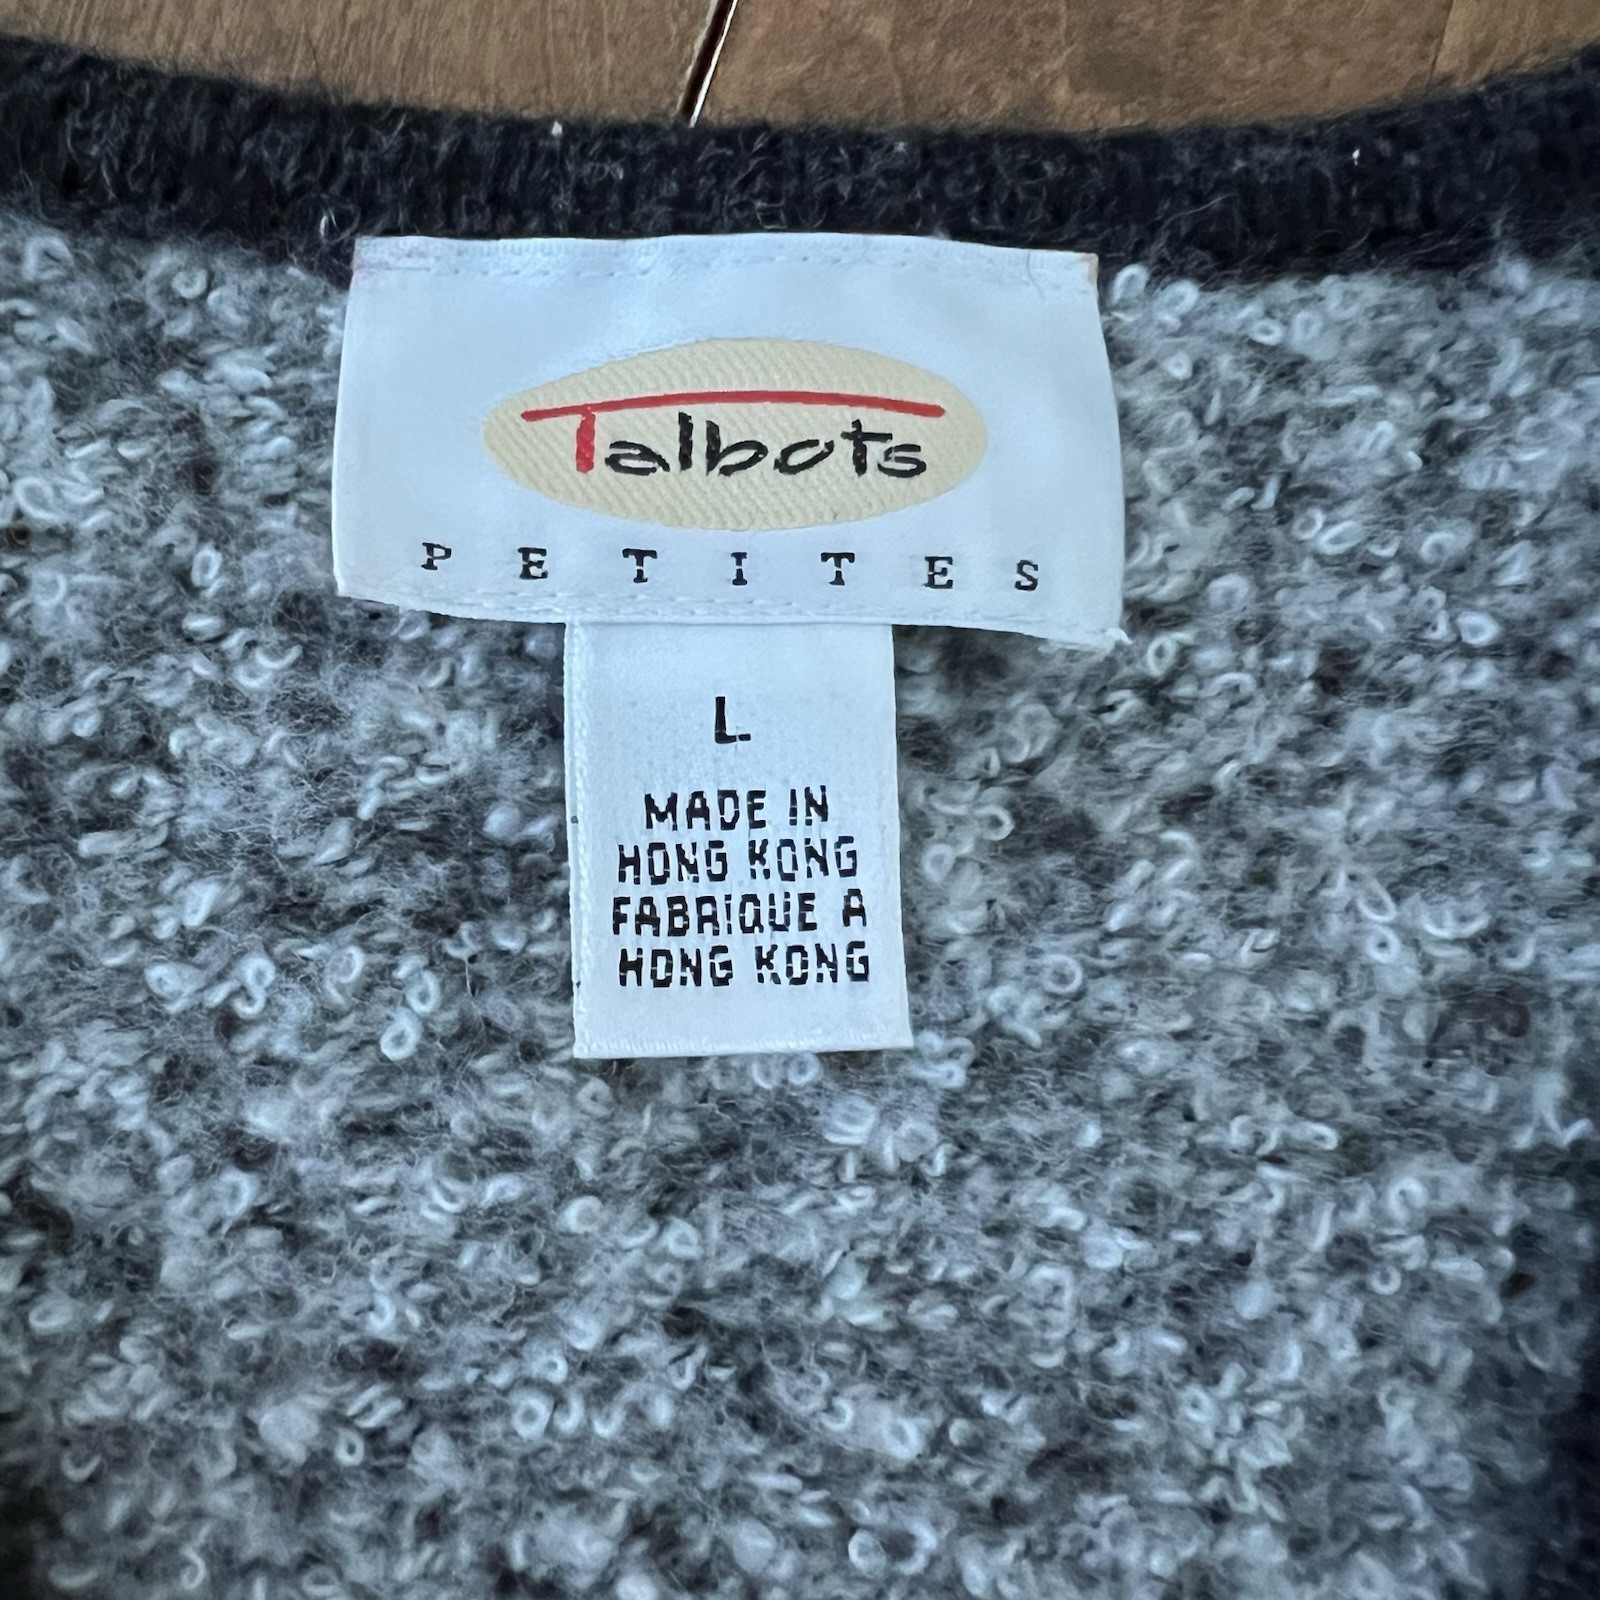 Talbots
PETITES
L
MADE IN
HONG KONG
FABRIQUE A
HONG KONG